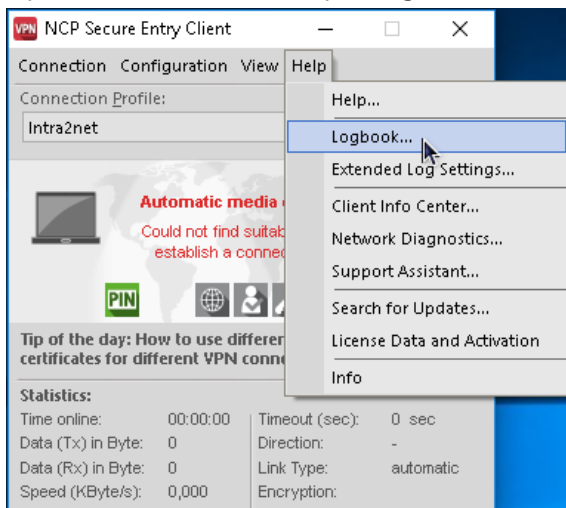 VPN NCP Secure Entry Client
Connection Configuration View Help
Connection Profile:
Intra2net
Help...
Logbook...
Extended Log Settings...
Client Info Center...
Network Diagnostics...
Support Assistant...
Search for Updates...
License Data and Activation
Info
Automatic media
Could not find suitab
establish a connec
PIN
Tip of the day: How to use differen
certificates for different VPN conne
Statistics:
Time online: 00:00:00 Timeout (sec): 0 sec
Data (Tx) in Byte: 0 Direction: -
Data (Rx) in Byte: 0 Link Type: automatic
Speed (KByte/s): 0,000 Encryption: